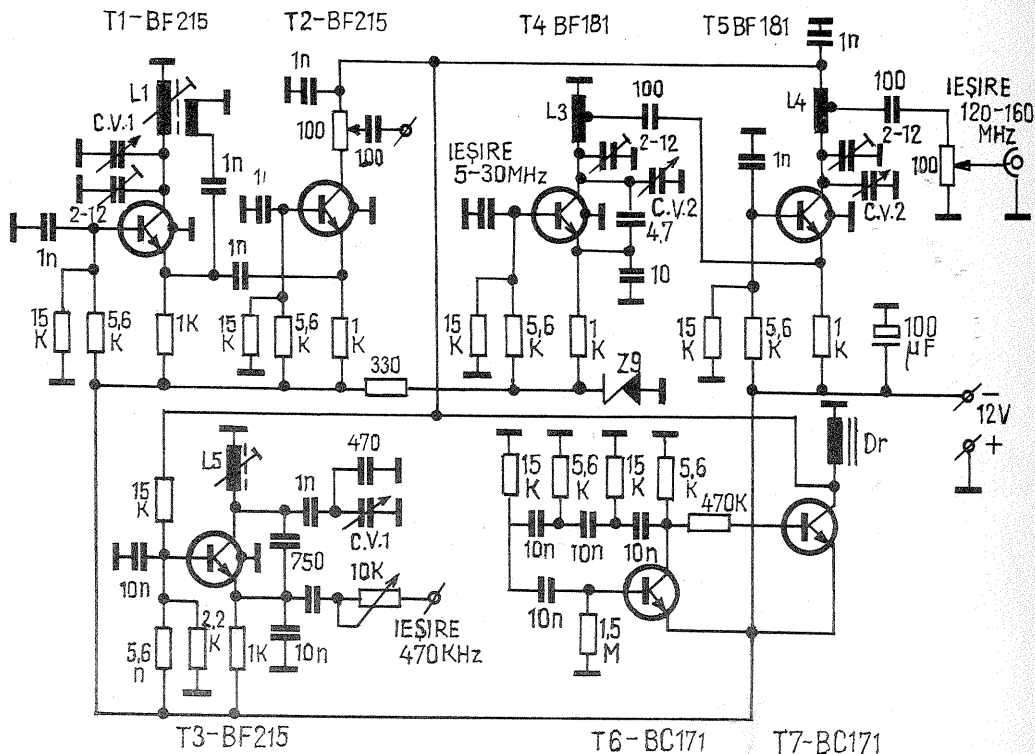 T1-BF215
T2-BF215
T4 BF181
T5 BF181
1n
1n
L1
C.V.1
2-12
1n
1n
1n
100
100
IEȘIRE
5-30MHz
L3
100
2-12
C.V.2
4,7
10
1n
L4
100
2-12
C.V.2
IEȘIRE
120-160
MHz
100
15
K
5,6
K
1K
15
K
5,6
K
1
K
15
K
5,6
K
1
K
15
K
5,6
K
1
K
100
µF
330
Z9
-
12V
+
Dr
L5
470
1n
C.V.1
15
K
750
10K
10n
IEȘIRE
470KHz
5,6
n
2,2
K
1K
10n
15
K
5,6
K
15
K
5,6
K
470K
10n
10n
10n
10n
1,5
M
T3-BF215
T6-BC171
T7-BC171